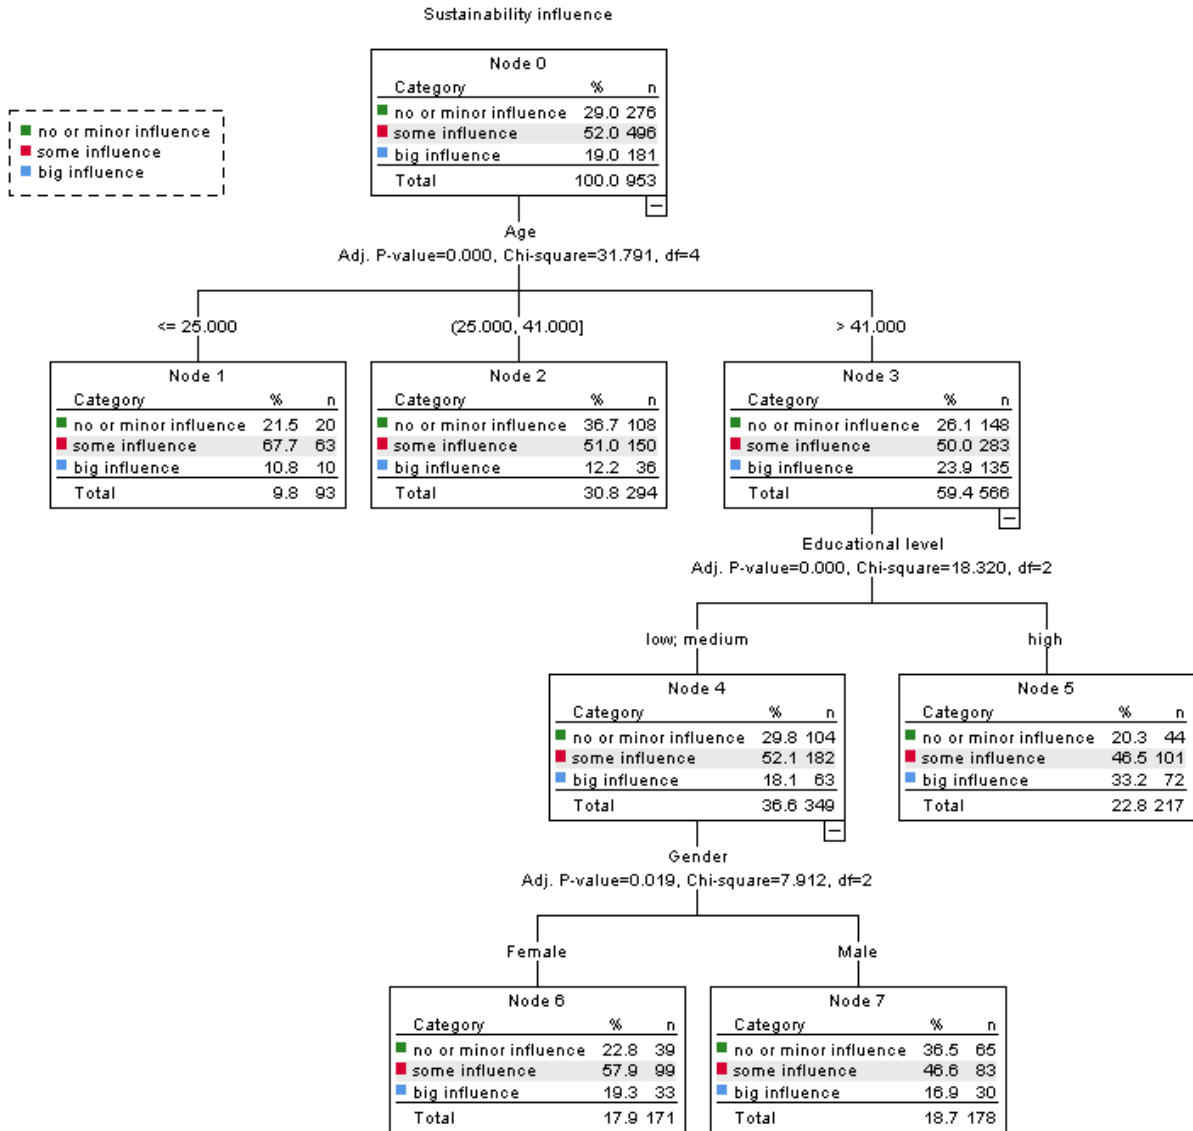 Sustainability influence
no or minor influence
some influence
big influence
Node 0
Category % n
no or minor influence 29.0 276
some influence 52.0 496
big influence 19.0 181
Total 100.0 953
Age
Adj. P-value=0.000, Chi-square=31.791, df=4
<= 25.000
(25.000, 41.000]
> 41.000
Node 1
Category % n
no or minor influence 21.5 20
some influence 67.7 63
big influence 10.8 10
Total 9.8 93
Node 2
Category % n
no or minor influence 36.7 108
some influence 51.0 150
big influence 12.2 36
Total 30.8 294
Node 3
Category % n
no or minor influence 26.1 148
some influence 50.0 283
big influence 23.9 135
Total 59.4 566
Educational level
Adj. P-value=0.000, Chi-square=18.320, df=2
low; medium
high
Node 4
Category % n
no or minor influence 29.8 104
some influence 52.1 182
big influence 18.1 63
Total 36.6 349
Node 5
Category % n
no or minor influence 20.3 44
some influence 46.5 101
big influence 33.2 72
Total 22.8 217
Gender
Adj. P-value=0.019, Chi-square=7.912, df=2
Female
Male
Node 6
Category % n
no or minor influence 22.8 39
some influence 57.9 99
big influence 19.3 33
Total 17.9 171
Node 7
Category % n
no or minor influence 36.5 65
some influence 46.6 83
big influence 16.9 30
Total 18.7 178